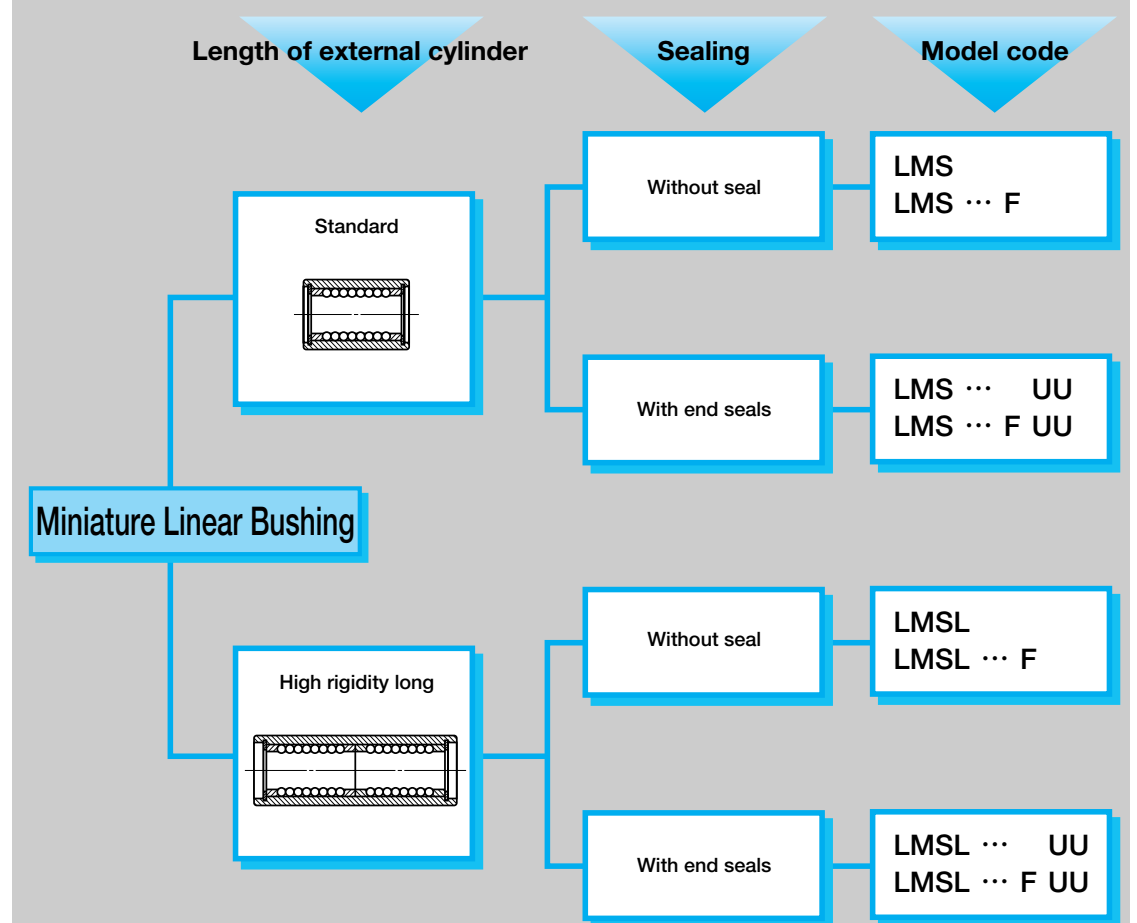 Length of external cylinder
Sealing
Model code
Without seal
LMS
LMS ··· F
Standard
With end seals
LMS ··· UU
LMS ··· F UU
Miniature Linear Bushing
Without seal
LMSL
LMSL ··· F
High rigidity long
With end seals
LMSL ··· UU
LMSL ··· F UU